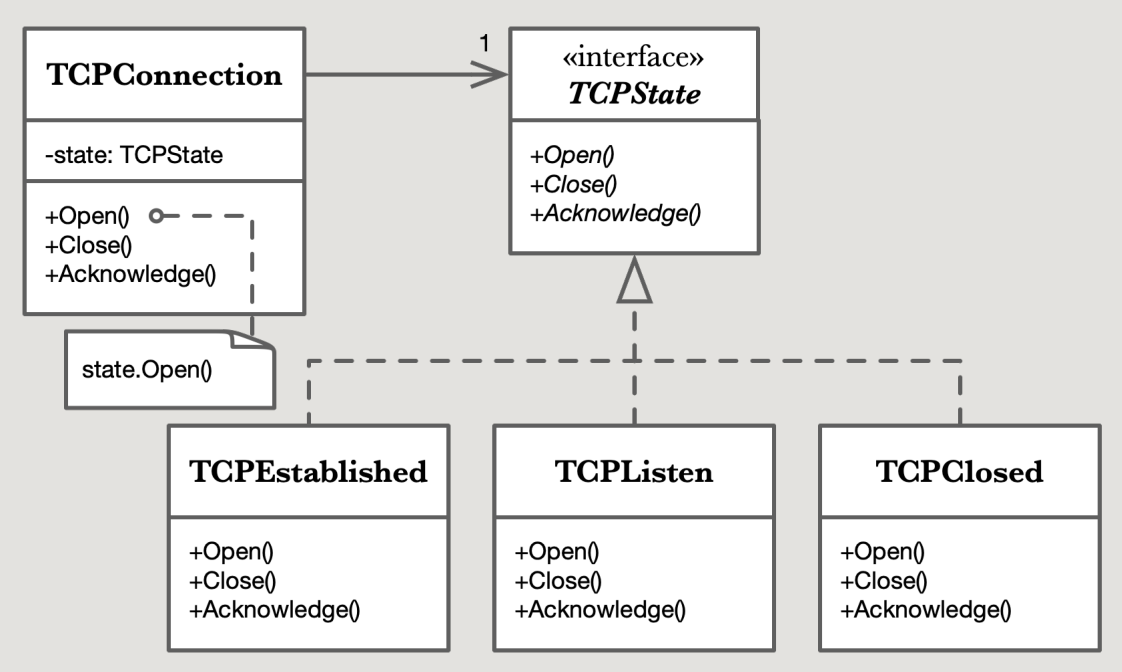 TCPConnection
-state: TCPState
+Open()
+Close()
+Acknowledge()
state.Open()
1
«interface»
TCPState
+Open()
+Close()
+Acknowledge()
TCPEstablished
+Open()
+Close()
+Acknowledge()
TCPListen
+Open()
+Close()
+Acknowledge()
TCPClosed
+Open()
+Close()
+Acknowledge()